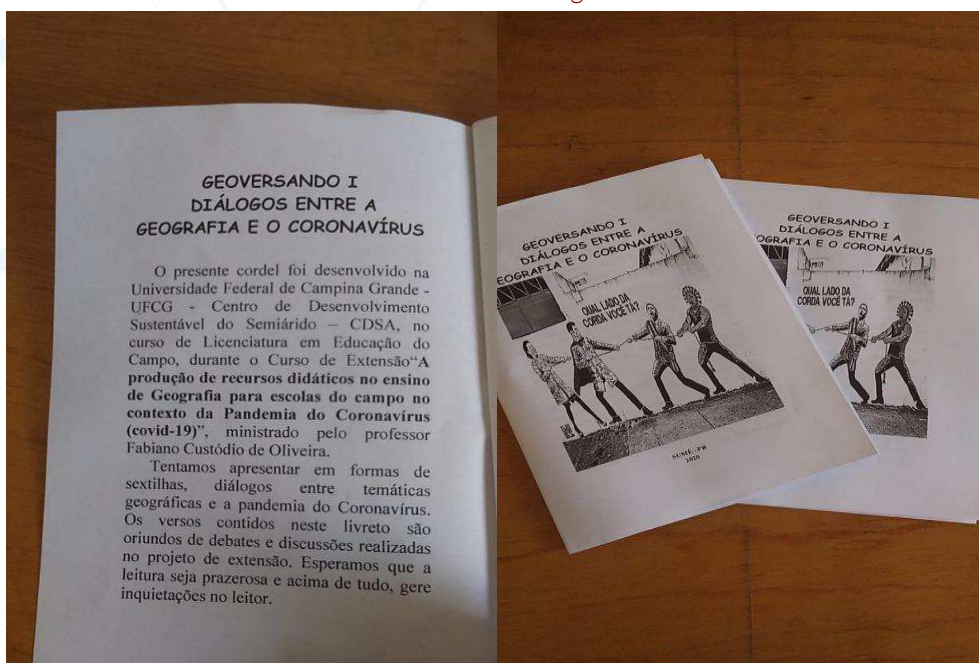 GEOVERSANDO I
DIÁLOGOS ENTRE A
GEOGRAFIA E O CORONAVÍRUS
O presente cordel foi desenvolvido na
Universidade Federal de Campina Grande -
UFCG - Centro de Desenvolvimento
Sustentável do Semiárido – CDSA, no
curso de Licenciatura em Educação do
Campo, durante o Curso de Extensão“A
produção de recursos didáticos no ensino
de Geografia para escolas do campo no
contexto da Pandemia do Coronavírus
(covid-19)”, ministrado pelo professor
Fabiano Custódio de Oliveira.
Tentamos apresentar em formas de
sextilhas, diálogos entre temáticas
geográficas e a pandemia do Coronavírus.
Os versos contidos neste livreto são
oriundos de debates e discussões realizadas
no projeto de extensão. Esperamos que a
leitura seja prazerosa e acima de tudo, gere
inquietações no leitor.
GEOVERSANDO I
DIÁLOGOS ENTRE A
EOGRAFIA E O CORONAVÍRUS
QUAL LADO DA
CORDA VOCÊ TÁ?
SUMÉ-PB
2020
GEOVERSANDO I
DIÁLOGOS ENTRE A
OGRAFIA E O CORONAVÍRUS
QUAL LADO DA
CORDA VOCÊ TÁ?